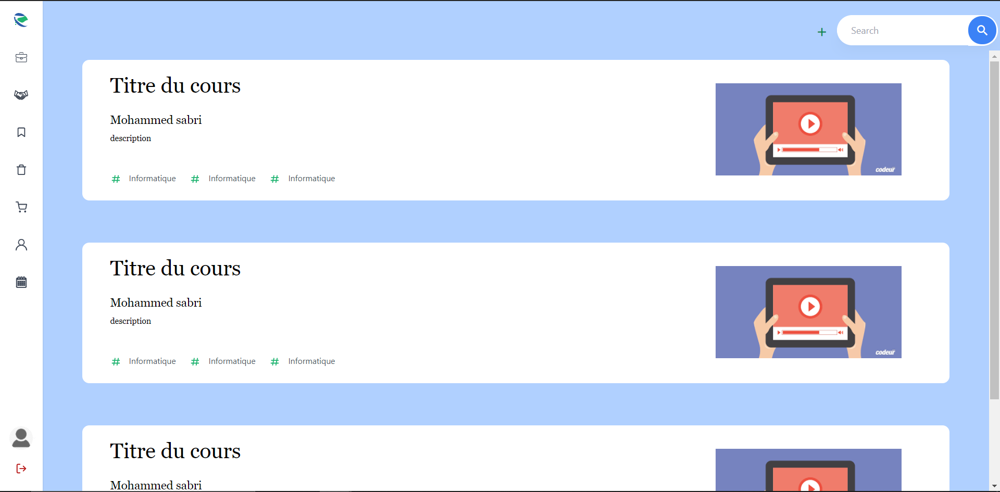 Search
Titre du cours
Mohammed sabri
description
# Informatique # Informatique # Informatique
codeur
Titre du cours
Mohammed sabri
description
# Informatique # Informatique # Informatique
codeur
Titre du cours
Mohammed sabri